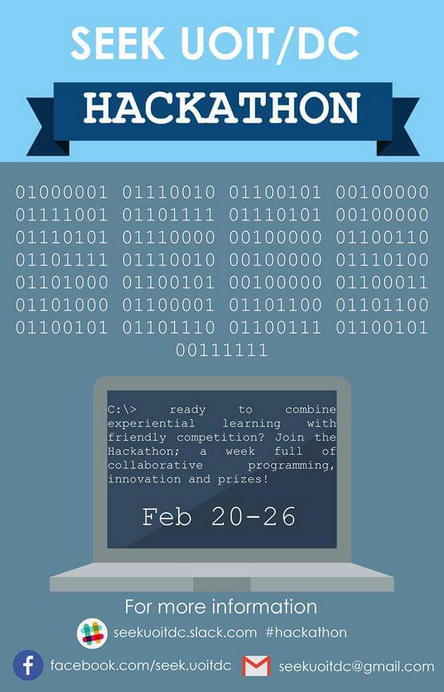 SEEK UOIT/DC
HACKATHON
01000001 01110010 01100101 00100000
01111001 01101111 01110101 00100000
01110101 01110000 00100000 01100110
01101111 01110010 00100000 01110100
01101000 01100101 00100000 01100011
01101000 01100001 01101100 01101100
01100101 01101110 01100111 01100101
00111111
C:\> ready to combine
experiential learning with
friendly competition? Join the
Hackathon; a week full of
collaborative programming,
innovation and prizes!
Feb 20-26
For more information
seekuoitdc.slack.com #hackathon
facebook.com/seek.uoitdc seekuoitdc@gmail.com